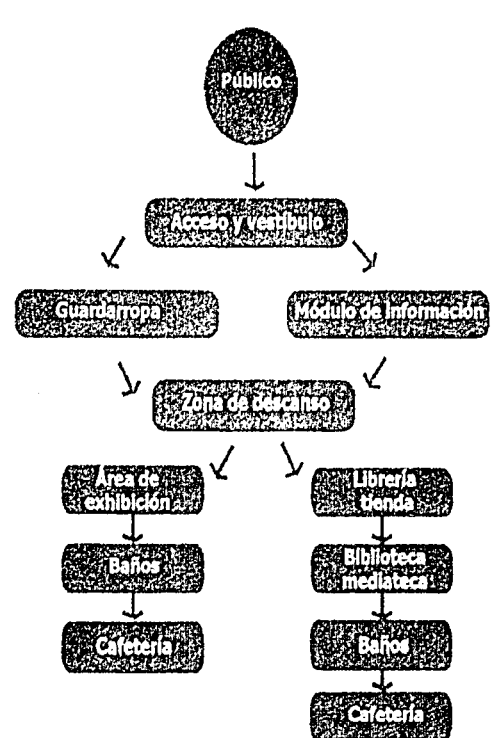 Público
Acceso y vestíbulo
Guardarropa
Módulo de información
Zona de descanso
Área de
exhibición
Baños
Cafetería
Librería
tienda
Biblioteca
mediateca
Baños
Cafetería